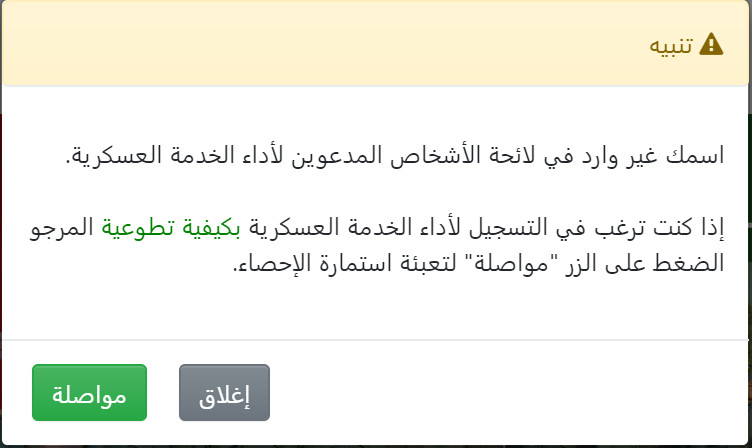 تنبيه
اسمك غير وارد في لائحة الأشخاص المدعوين لأداء الخدمة العسكرية.
إذا كنت ترغب في التسجيل لأداء الخدمة العسكرية بكيفية تطوعية المرجو
الضغط على الزر "مواصلة" لتعبئة استمارة الإحصاء.
إغلاق
مواصلة